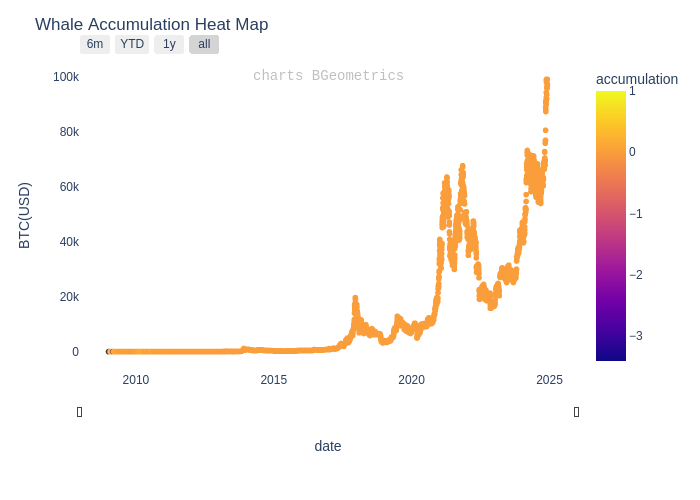 Whale Accumulation Heat Map
6m YTD 1y all
charts BGeometrics
accumulation
100k
80k
60k
40k
20k
0
BTC(USD)
1
0
−1
−2
−3
2010 2015 2020 2025
date